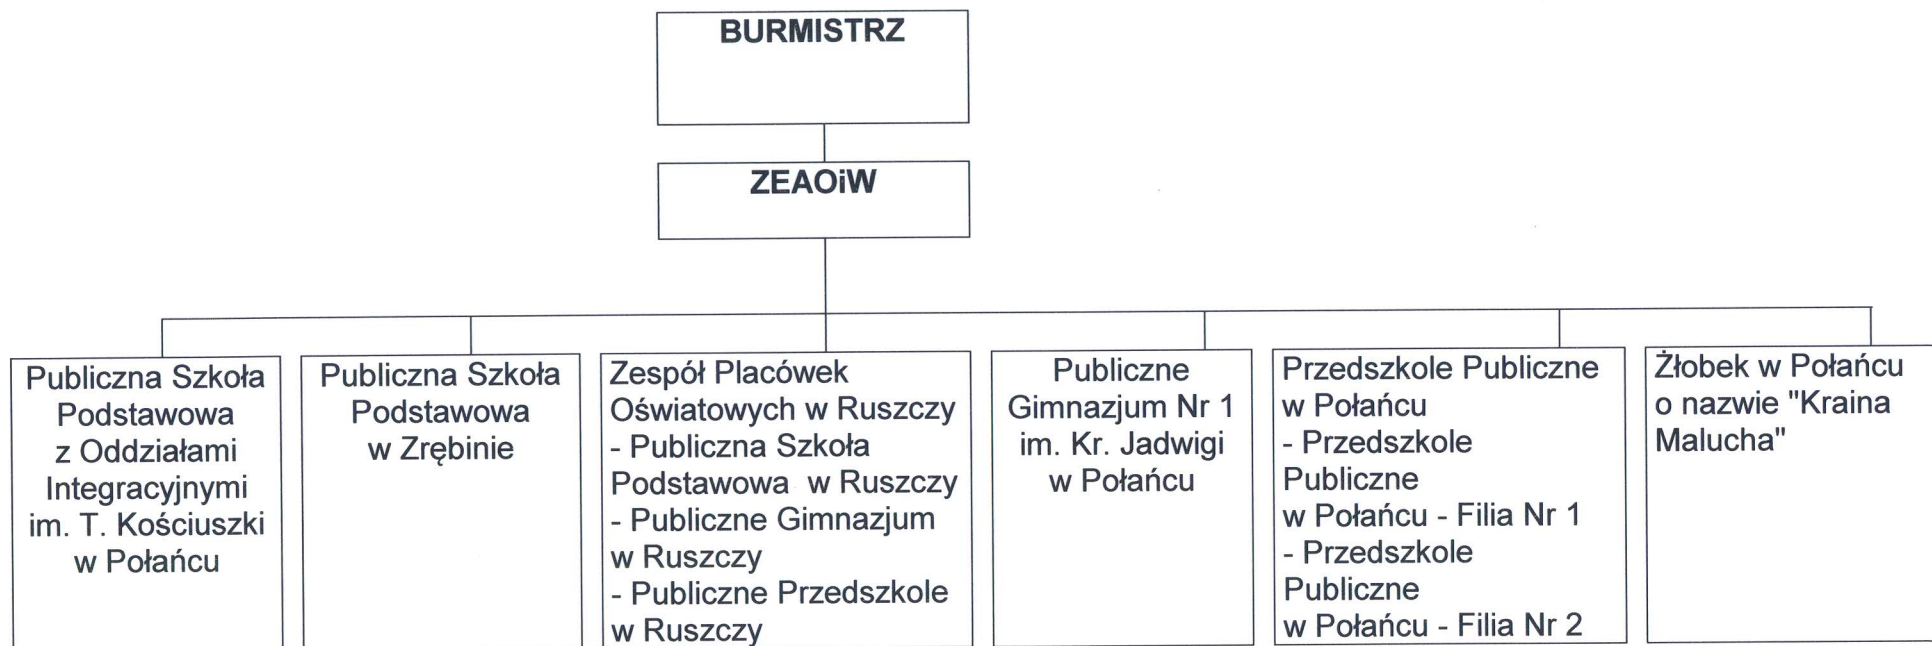 BURMISTRZ
ZEAOiW
Publiczna Szkoła
Podstawowa
z Oddziałami
Integracyjnymi
im. T. Kościuszki
w Połańcu
Publiczna Szkoła
Podstawowa
w Zrębinie
Zespół Placówek
Oświatowych w Ruszczy
- Publiczna Szkoła
Podstawowa w Ruszczy
- Publiczne Gimnazjum
w Ruszczy
- Publiczne Przedszkole
w Ruszczy
Publiczne
Gimnazjum Nr 1
im. Kr. Jadwigi
w Połańcu
Przedszkole Publiczne
w Połańcu
- Przedszkole
Publiczne
w Połańcu - Filia Nr 1
- Przedszkole
Publiczne
w Połańcu - Filia Nr 2
Żłobek w Połańcu
o nazwie "Kraina
Malucha"